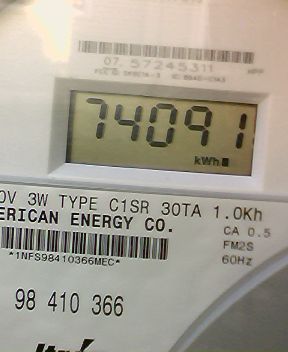 07. 57245311
74091
kWh
0V 3W TYPE C1SR 30TA 1.0Kh
ERICAN ENERGY CO.
CA 0.5
FM2S
*1NFS98410366MEC*
60Hz
98 410 366